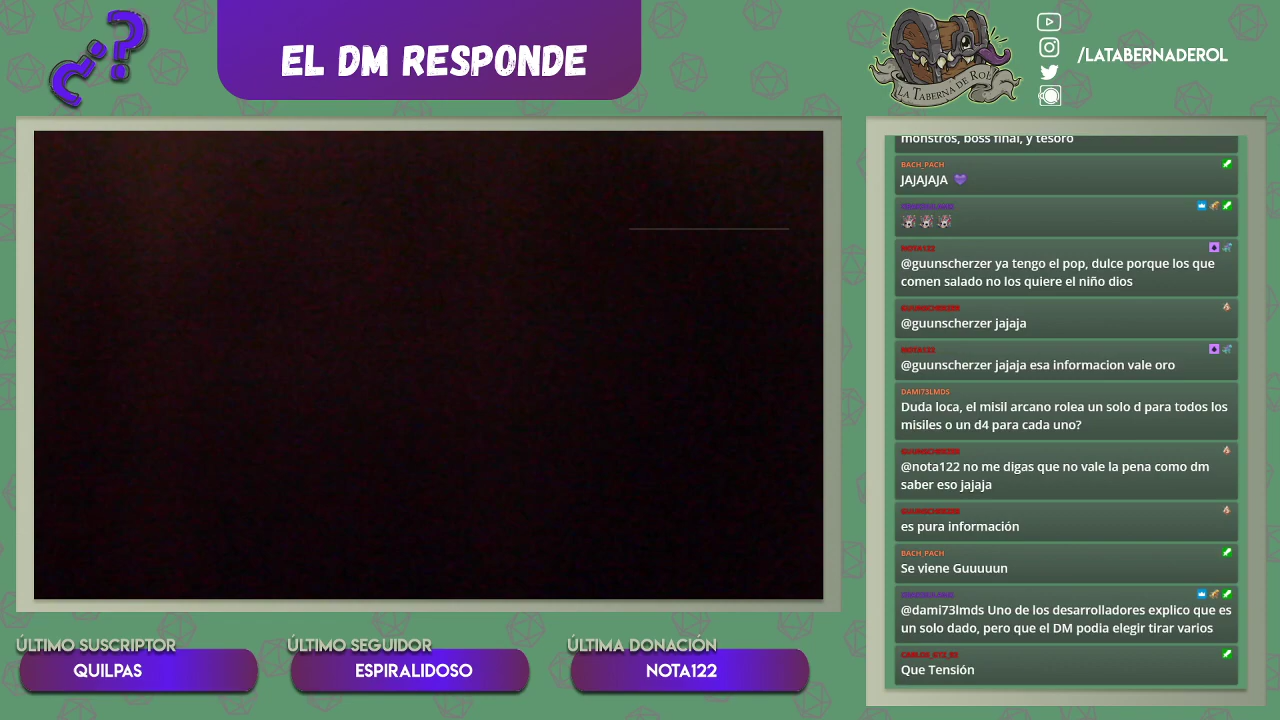 EL DM RESPONDE
LA TABERNA DE ROL
/LATABERNADEROL
monstros, boss final, y tesoro
BACH_PACH
JAJAJAJA
NOTA122
@guunscherzer ya tengo el pop, dulce porque los que
comen salado no los quiere el niño dios
GUUNSCHERZER
@guunscherzer jajaja
NOTA122
@guunscherzer jajaja esa informacion vale oro
DAMI73LMDS
Duda loca, el misil arcano rolea un solo d para todos los
misiles o un d4 para cada uno?
GUUNSCHERZER
@nota122 no me digas que no vale la pena como dm
saber eso jajaja
GUUNSCHERZER
es pura información
BACH_PACH
Se viene Guuuuun
@dami73lmds Uno de los desarrolladores explico que es
un solo dado, pero que el DM podia elegir tirar varios
Que Tensión
ÚLTIMO SUSCRIPTOR
QUILPAS
ÚLTIMO SEGUIDOR
ESPIRALIDOSO
ÚLTIMA DONACIÓN
NOTA122